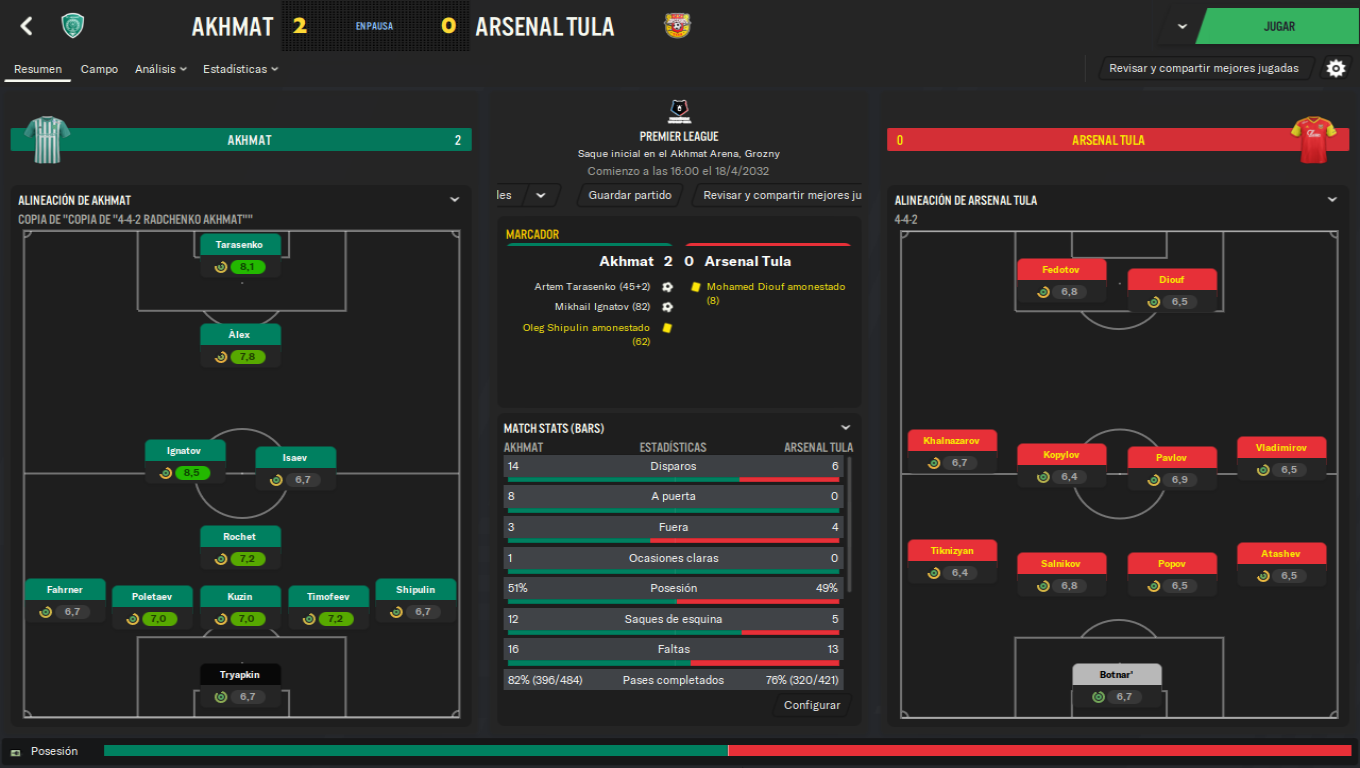 AKHMAT 2 EN PAUSA 0 ARSENAL TULA
JUGAR
Resumen Campo Análisis Estadísticas
Revisar y compartir mejores jugadas
AKHMAT 2
PREMIER LEAGUE
Saque inicial en el Akhmat Arena, Grozny
Comienzo a las 16:00 el 18/4/2032
les Guardar partido Revisar y compartir mejores ju
0 ARSENAL TULA
ALINEACIÓN DE AKHMAT
COPIA DE "COPIA DE "4-4-2 RADCHENKO AKHMAT""
Tarasenko
8,1
Àlex
7,8
Ignatov
8,5
Isaev
6,7
Rochet
7,2
Fahrner
6,7
Poletaev
7,0
Kuzin
7,0
Timofeev
7,2
Shipulin
6,7
Tryapkin
6,7
MARCADOR
Akhmat 2 0 Arsenal Tula
Artem Tarasenko (45+2)
Mikhail Ignatov (82)
Oleg Shipulin amonestado
(62)
Mohamed Diouf amonestado
(8)
MATCH STATS (BARS)
AKHMAT ESTADÍSTICAS ARSENAL TULA
14 Disparos 6
8 A puerta 0
3 Fuera 4
1 Ocasiones claras 0
51% Posesión 49%
12 Saques de esquina 5
16 Faltas 13
82% (396/484) Pases completados 76% (320/421)
Configurar
ALINEACIÓN DE ARSENAL TULA
4-4-2
Fedotov
6,8
Diouf
6,5
Khalnazarov
6,7
Kopylov
6,4
Pavlov
6,9
Vladimirov
6,5
Tiknizyan
6,4
Salnikov
6,8
Popov
6,5
Atashev
6,5
Botnar'
6,7
Posesión